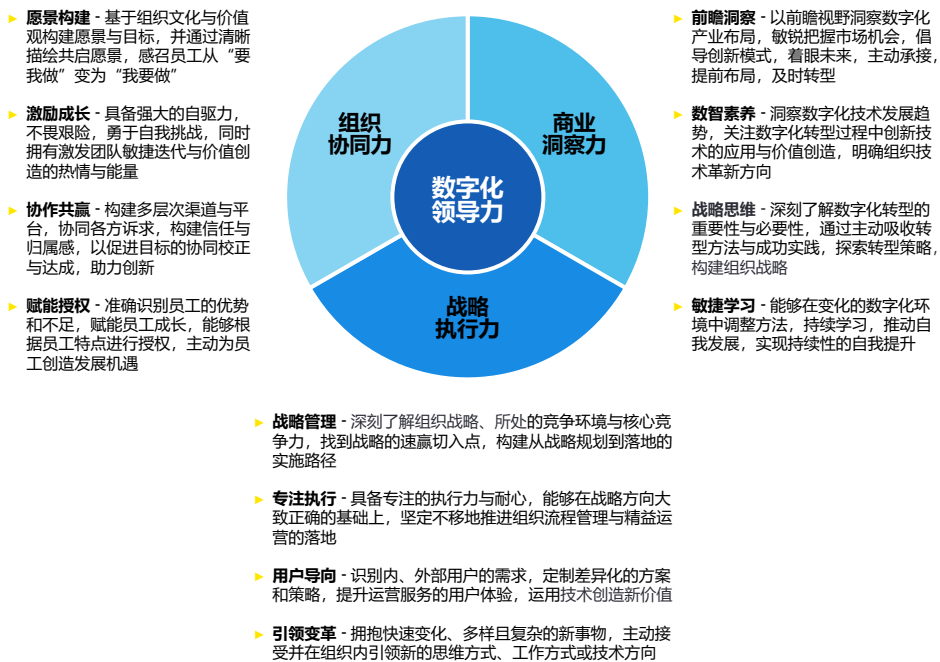 愿景构建 - 基于组织文化与价值
观构建愿景与目标，并通过清晰
描绘共启愿景，感召员工从“要
我做”变为“我要做”
激励成长 - 具备强大的自驱力，
不畏艰险，勇于自我挑战，同时
拥有激发团队敏捷迭代与价值创
造的热情与能量
协作共赢 - 构建多层次渠道与平
台，协同各方诉求，构建信任与
归属感，以促进目标的协同校正
与达成，助力创新
赋能授权 - 准确识别员工的优势
和不足，赋能员工成长，能够根
据员工特点进行授权，主动为员
工创造发展机遇
组织
协同力
商业
洞察力
数字化
领导力
战略
执行力
前瞻洞察 - 以前瞻视野洞察数字化
产业布局，敏锐把握市场机会，倡
导创新模式，着眼未来，主动承接，
提前布局，及时转型
数智素养 - 洞察数字化技术发展趋
势，关注数字化转型过程中创新技
术的应用与价值创造，明确组织技
术革新方向
战略思维 - 深刻了解数字化转型的
重要性与必要性，通过主动吸收转
型方法与成功实践，探索转型策略，
构建组织战略
敏捷学习 - 能够在变化的数字化环
境中调整方法，持续学习，推动自
我发展，实现持续性的自我提升
战略管理 - 深刻了解组织战略、所处的竞争环境与核心竞
争力，找到战略的速赢切入点，构建从战略规划到落地的
实施路径
专注执行 - 具备专注的执行力与耐心，能够在战略方向大
致正确的基础上，坚定不移地推进组织流程管理与精益运
营的落地
用户导向 - 识别内、外部用户的需求，定制差异化的方案
和策略，提升运营服务的用户体验，运用技术创造新价值
引领变革 - 拥抱快速变化、多样且复杂的新事物，主动接
受并在组织内引领新的思维方式、工作方式或技术方向